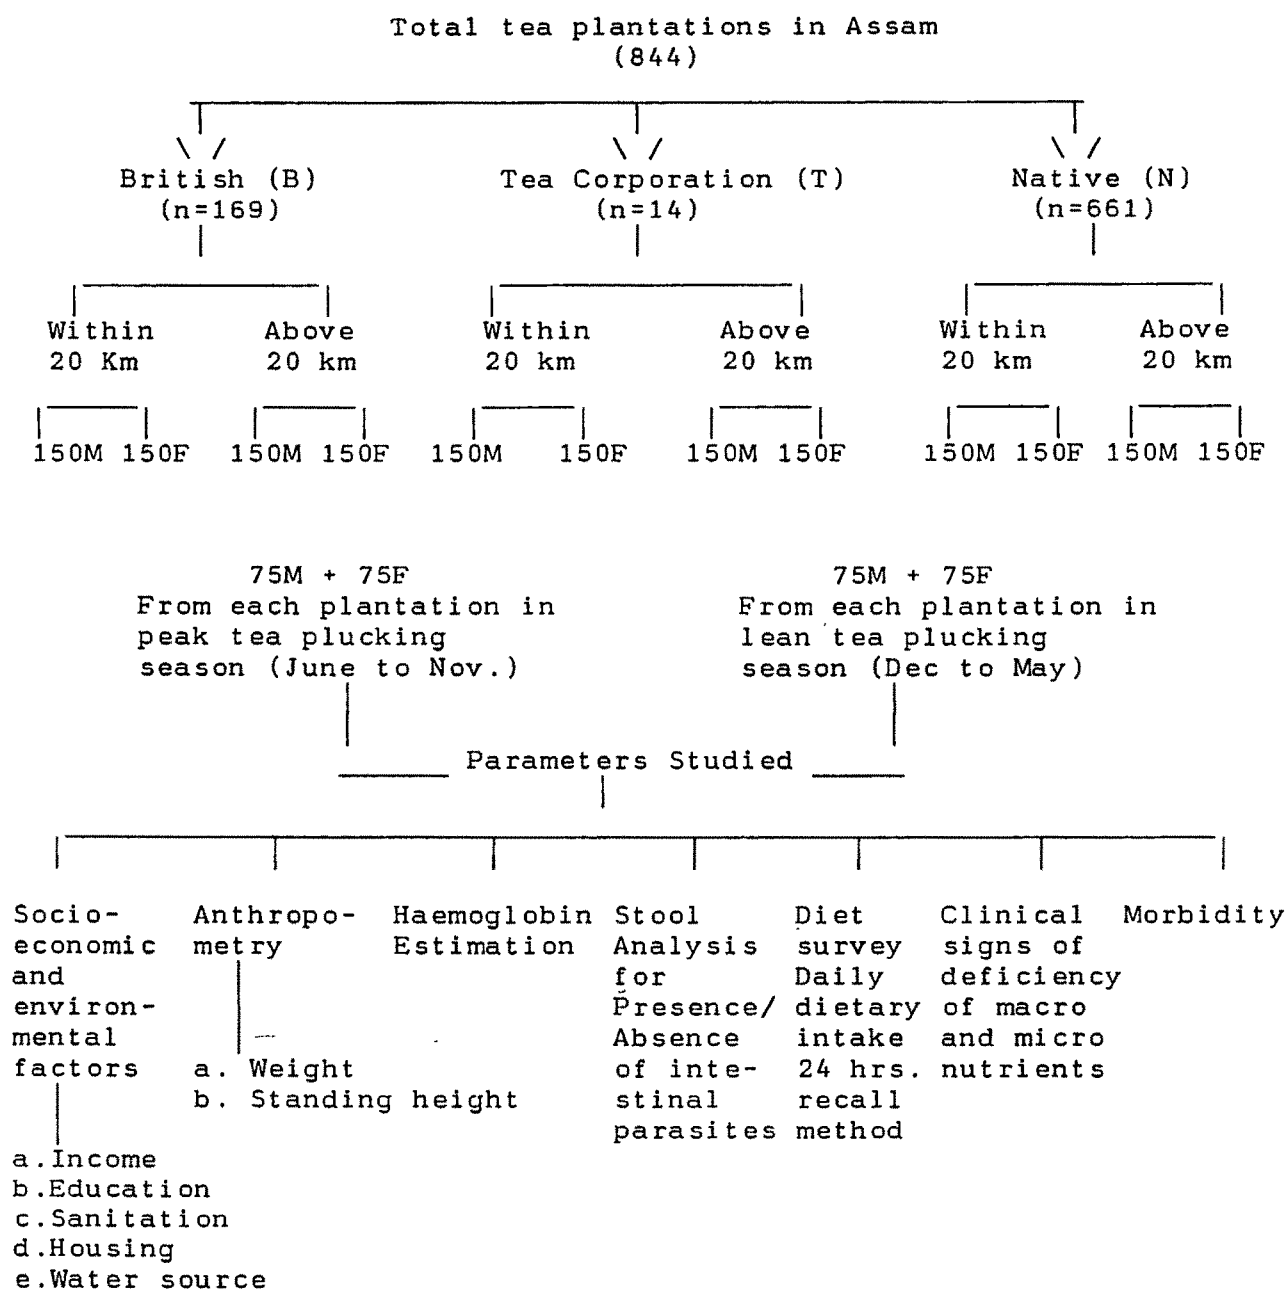 Total tea plantations in Assam
(844)
British (B) Tea Corporation (T) Native (N)
(n=169) (n=14) (n=661)
Within Above Within Above Within Above
20 Km 20 km 20 km 20 km 20 km 20 km
150M 150F 150M 150F 150M 150F 150M 150F 150M 150F 150M 150F
75M + 75F
From each plantation in
peak tea plucking
season (June to Nov.)
75M + 75F
From each plantation in
lean tea plucking
season (Dec to May)
Parameters Studied
Socio-
economic
and
environ-
mental
factors
a.Income
b.Education
c.Sanitation
d.Housing
e.Water source
Anthropo-
metry
a. Weight
b. Standing height
Haemoglobin
Estimation
Stool
Analysis
for
Presence/
Absence
of inte-
stinal
parasites
Diet
survey
Daily
dietary
intake
24 hrs.
recall
method
Clinical
signs of
deficiency
of macro
and micro
nutrients
Morbidity